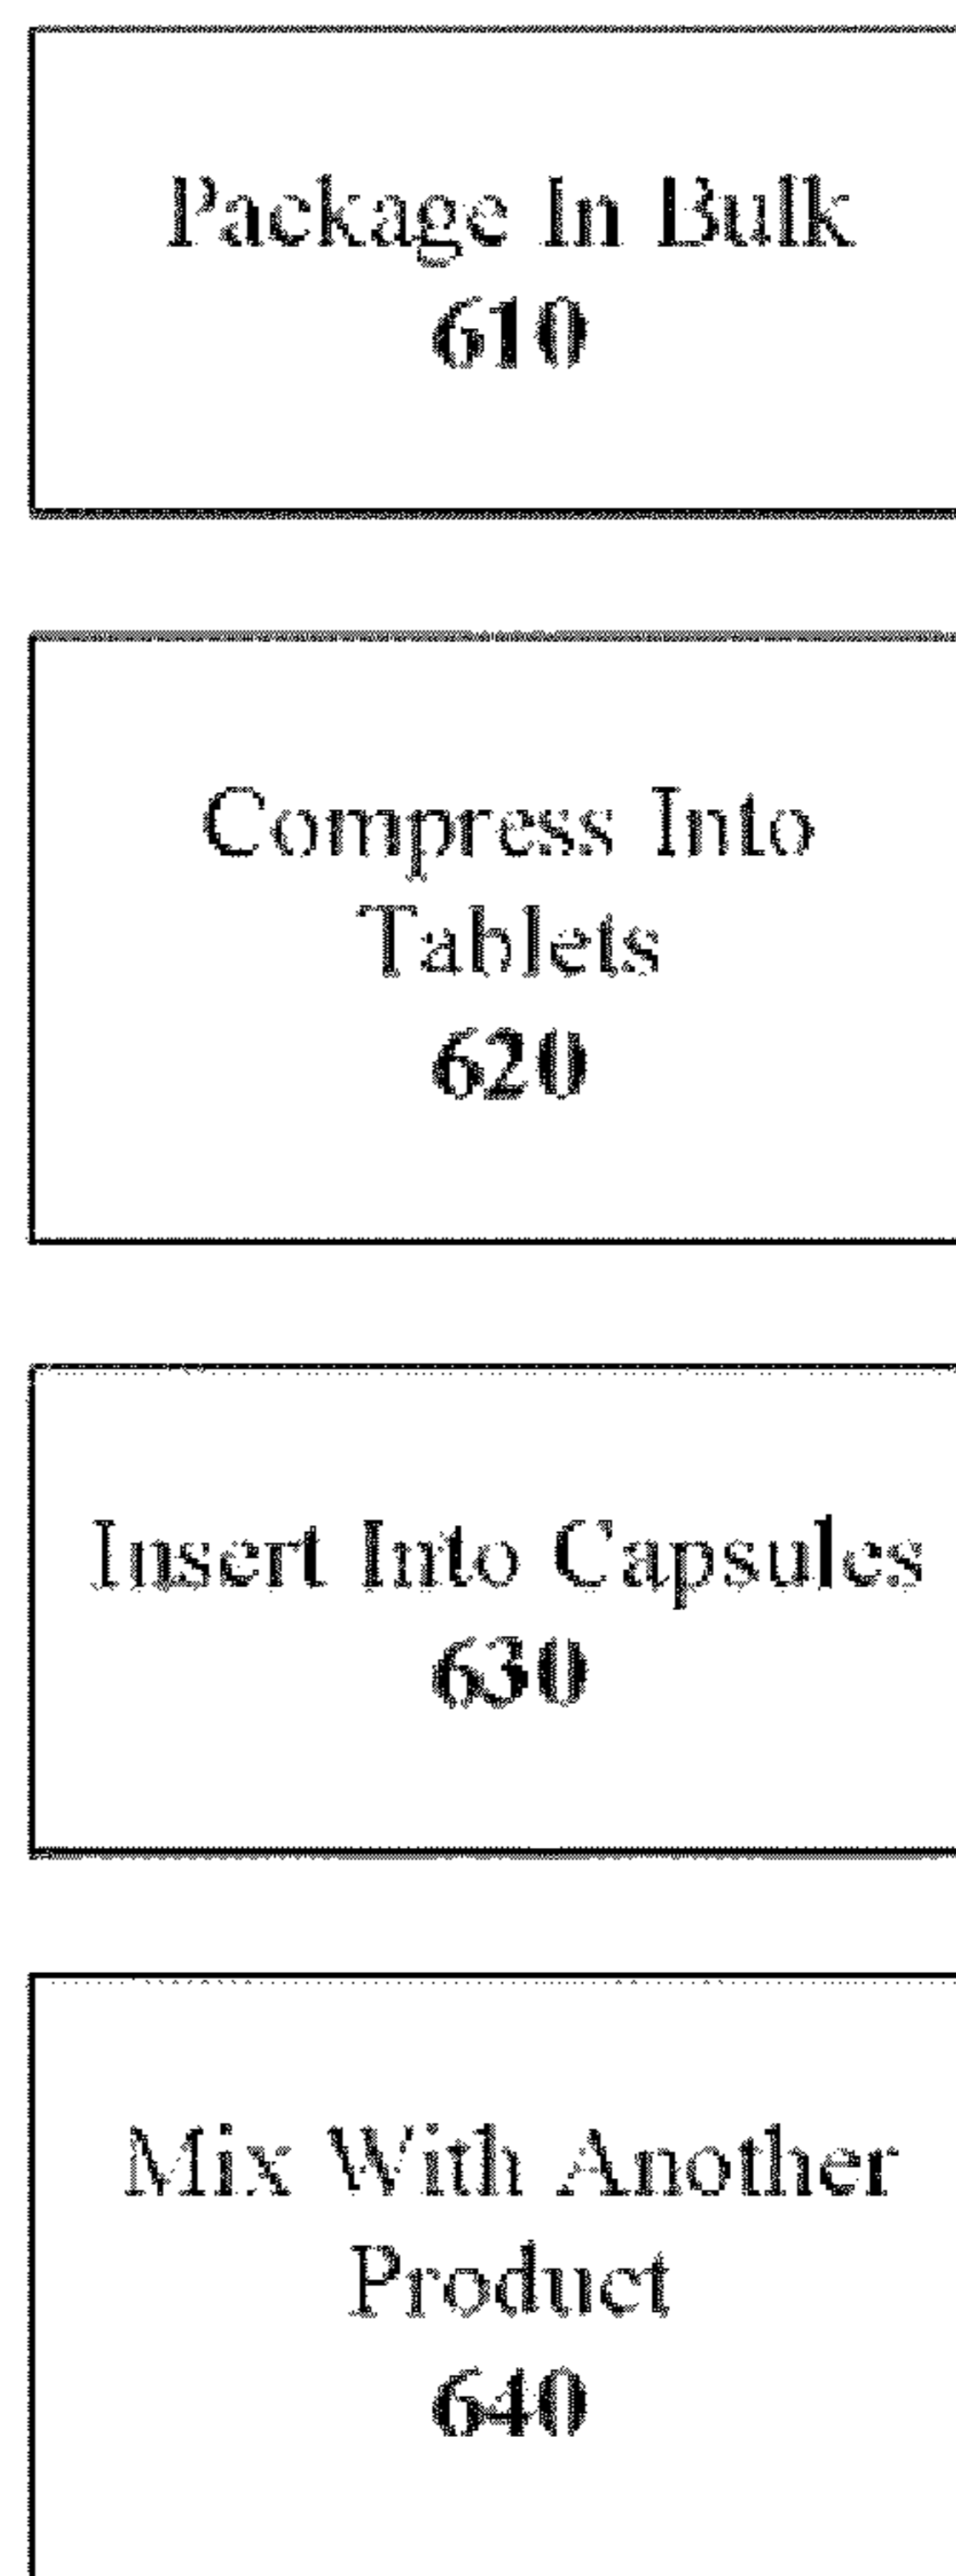 Package In Bulk
610
Compress Into
Tablets
620
Insert Into Capsules
630
Mix With Another
Product
640